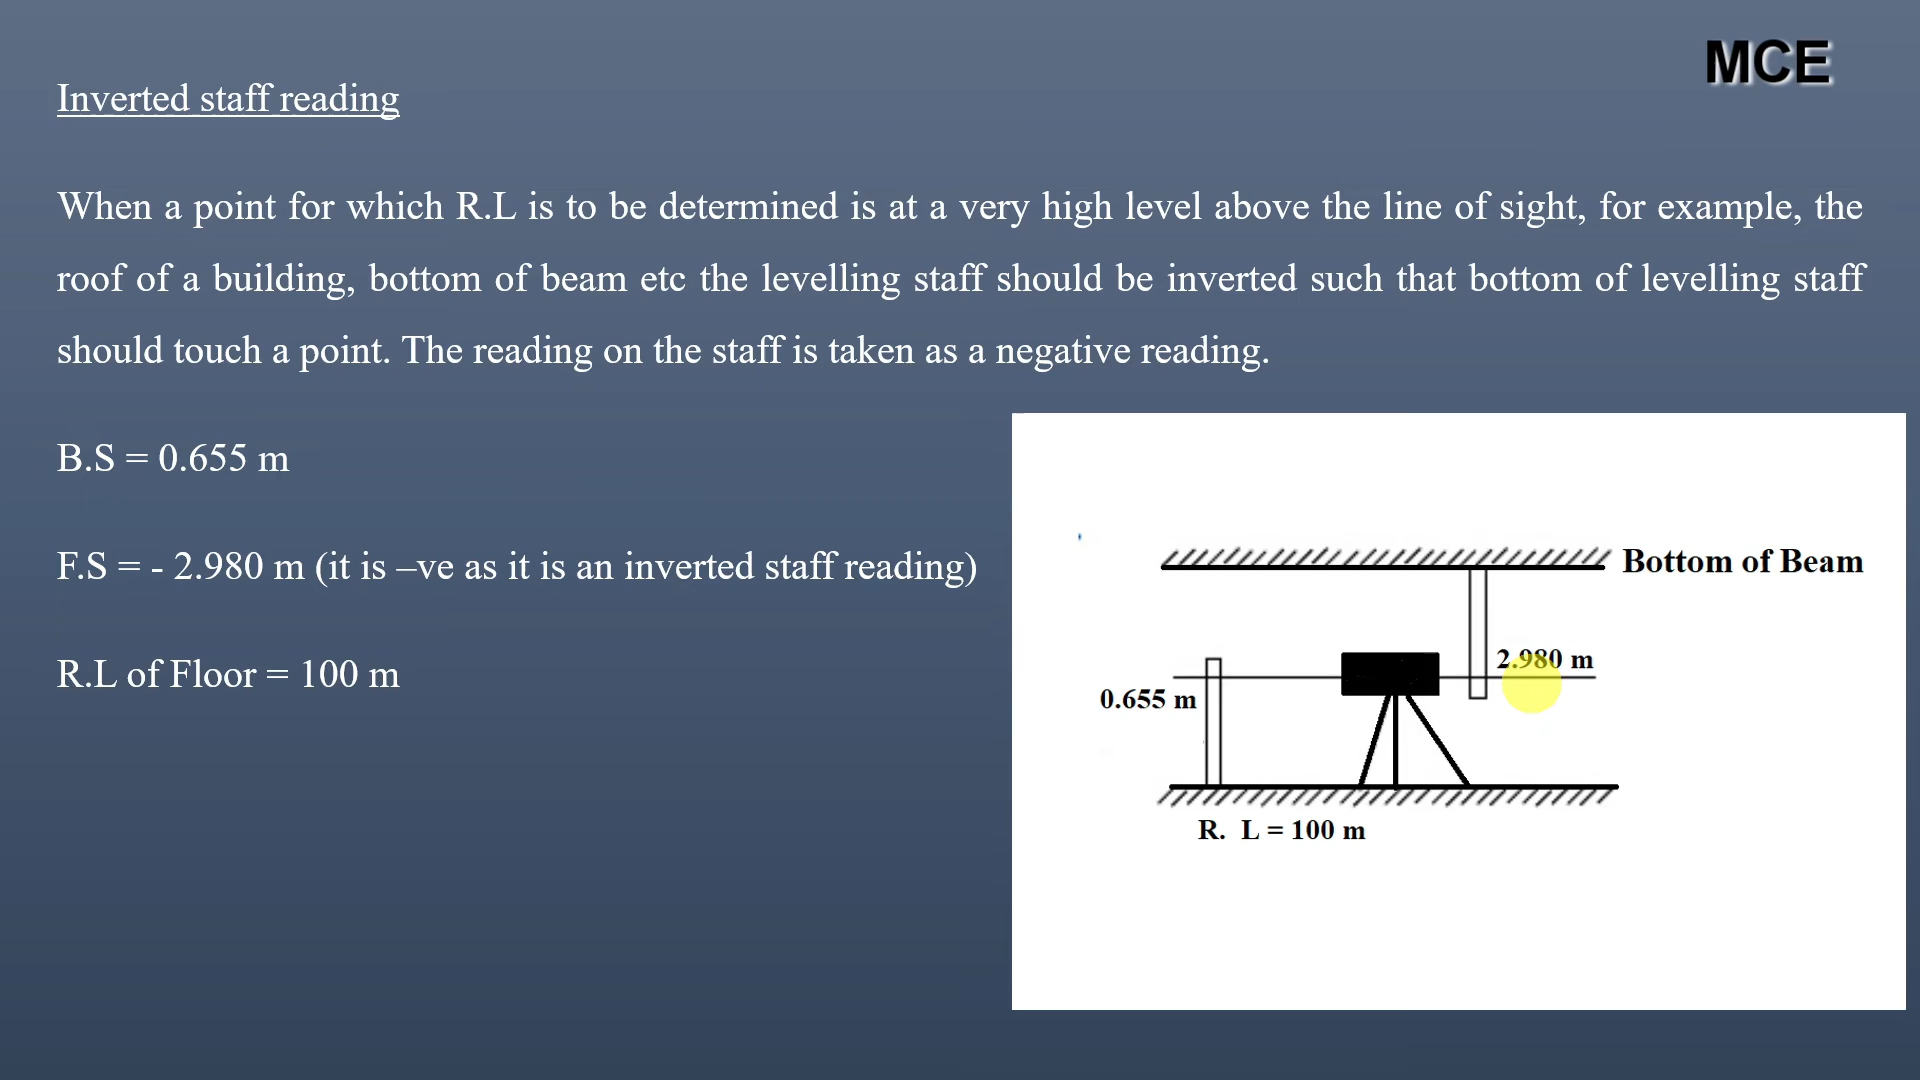 MCE
Inverted staff reading
When a point for which R.L is to be determined is at a very high level above the line of sight, for example, the
roof of a building, bottom of beam etc the levelling staff should be inverted such that bottom of levelling staff
should touch a point. The reading on the staff is taken as a negative reading.
B.S = 0.655 m
F.S = - 2.980 m (it is –ve as it is an inverted staff reading)
R.L of Floor = 100 m
Bottom of Beam
2.980 m
0.655 m
R. L = 100 m